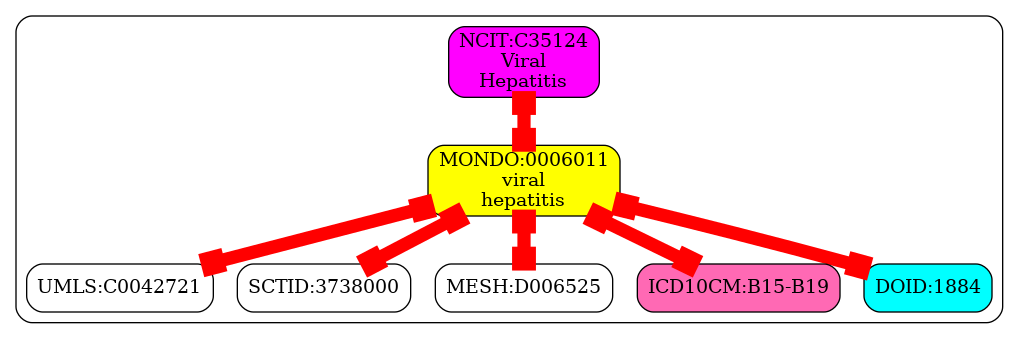 NCIT:C35124
Viral
Hepatitis
MONDO:0006011
viral
hepatitis
UMLS:C0042721
SCTID:3738000
MESH:D006525
ICD10CM:B15-B19
DOID:1884